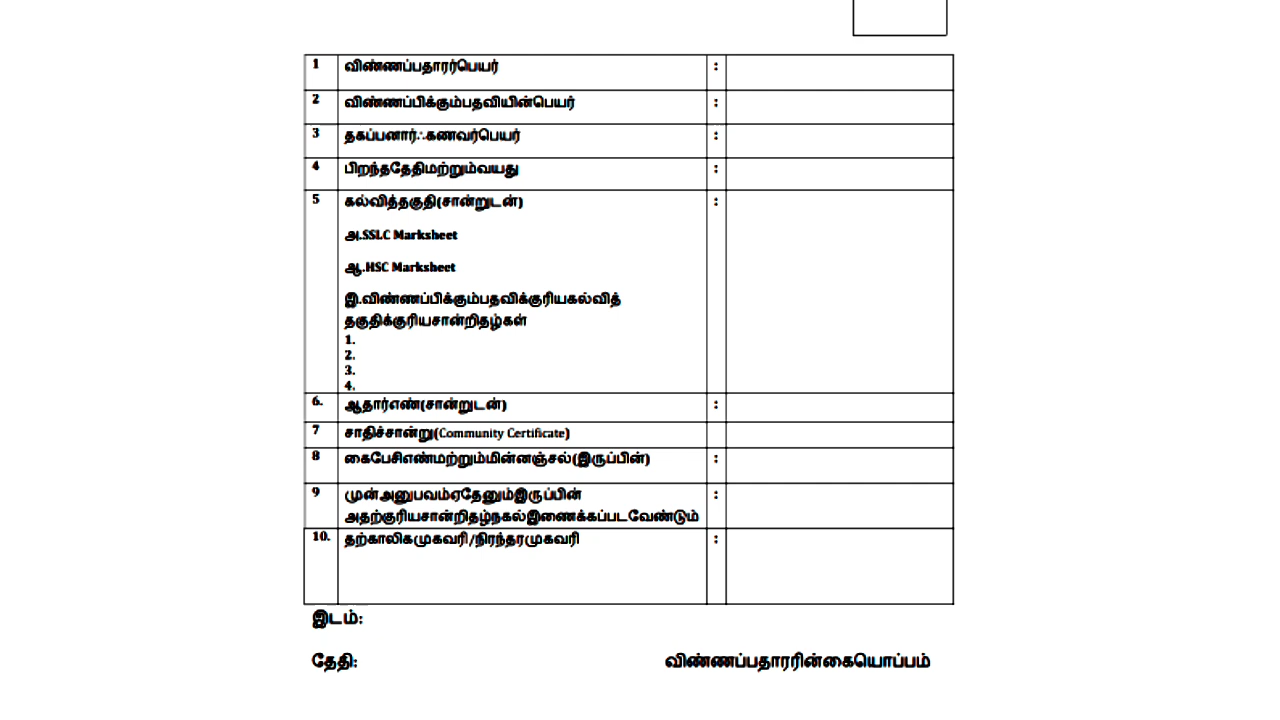 1 விண்ணப்பதாரர்பெயர் :
2 விண்ணப்பிக்கும்பதவியின்பெயர் :
3 தகப்பனார்∴கணவர்பெயர் :
4 பிறந்ததேதிமற்றும்வயது :
5 கல்வித்தகுதி(சான்றுடன்) :
அ.SSLC Marksheet
ஆ.HSC Marksheet
இ.விண்ணப்பிக்கும்பதவிக்குரியகல்வித்
தகுதிக்குரியசான்றிதழ்கள்
1.
2.
3.
4.
6. ஆதார்எண்(சான்றுடன்) :
7 சாதிச்சான்று(Community Certificate)
8 கைபேசிஎண்மற்றும்மின்னஞ்சல்(இருப்பின்) :
9 முன்அனுபவம்ஏதேனும்இருப்பின் :
அதற்குரியசான்றிதழ்நகல்இணைக்கப்படவேண்டும்
10. தற்காலிகமுகவரி/நிரந்தரமுகவரி :
இடம்:
தேதி: விண்ணப்பதாரரின்கையொப்பம்